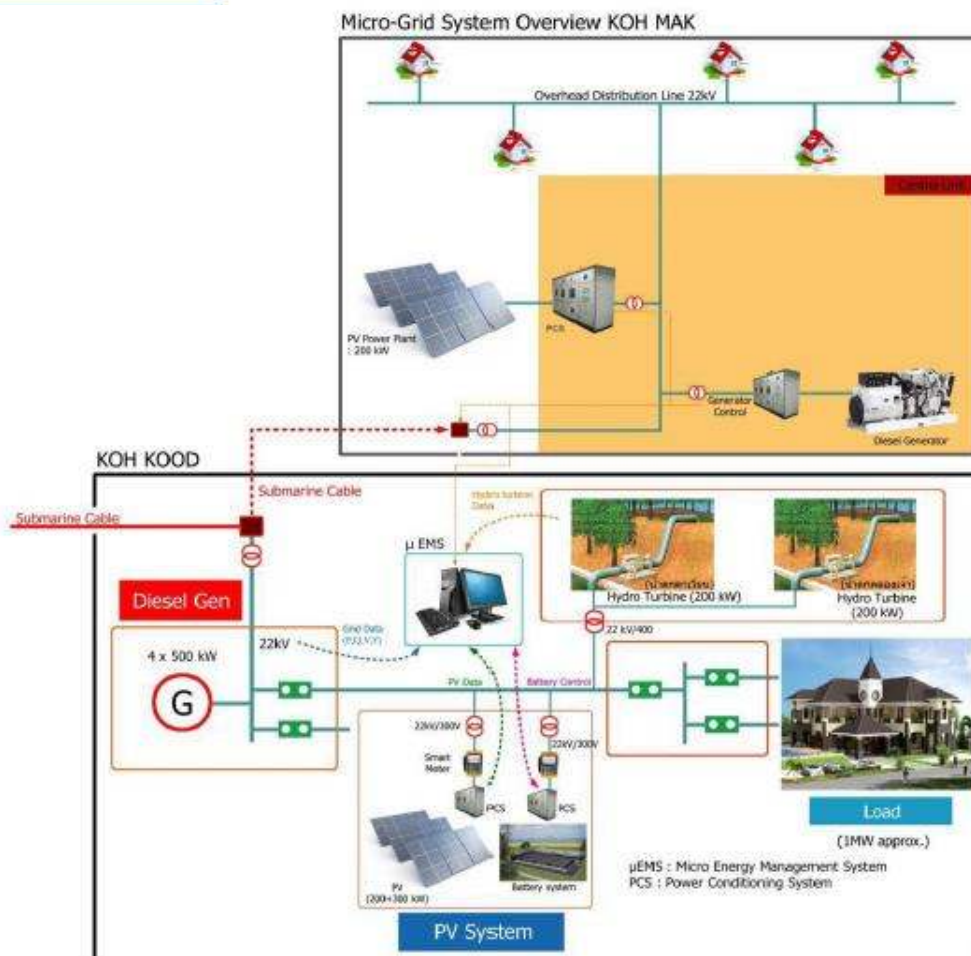 Micro-Grid System Overview KOH MAK
Overhead Distribution Line 22kV
Control Unit
PV Power Plant
: 200 kW
PCS
Generator
Control
Diesel Generator
KOH KOOD
Submarine Cable
Submarine Cable
Hydro turbine
Data
μ EMS
Hydro Turbine (200 kW)
Hydro Turbine
(200 kW)
Diesel Gen
22 kV/400
4 x 500 kW
22kV
Grid Data
G
PV Data
Battery Control
22kV/300V
22kV/300V
Smart
Meter
PCS
PCS
Load
(1MW approx.)
PV
(200+300 kW)
Battery system
μEMS : Micro Energy Management System
PCS : Power Conditioning System
PV System